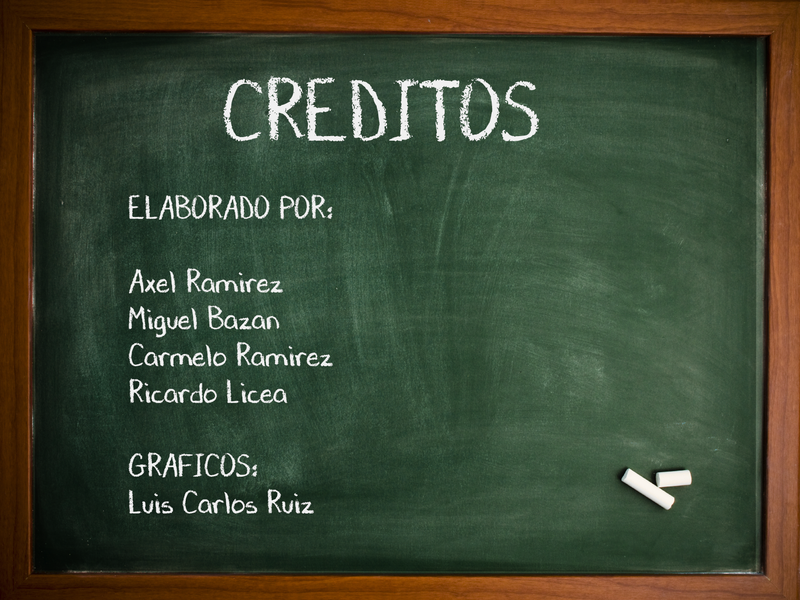 CREDITOS
ELABORADO POR:
Axel Ramirez
Miguel Bazan
Carmelo Ramirez
Ricardo Licea
GRAFICOS:
Luis Carlos Ruiz